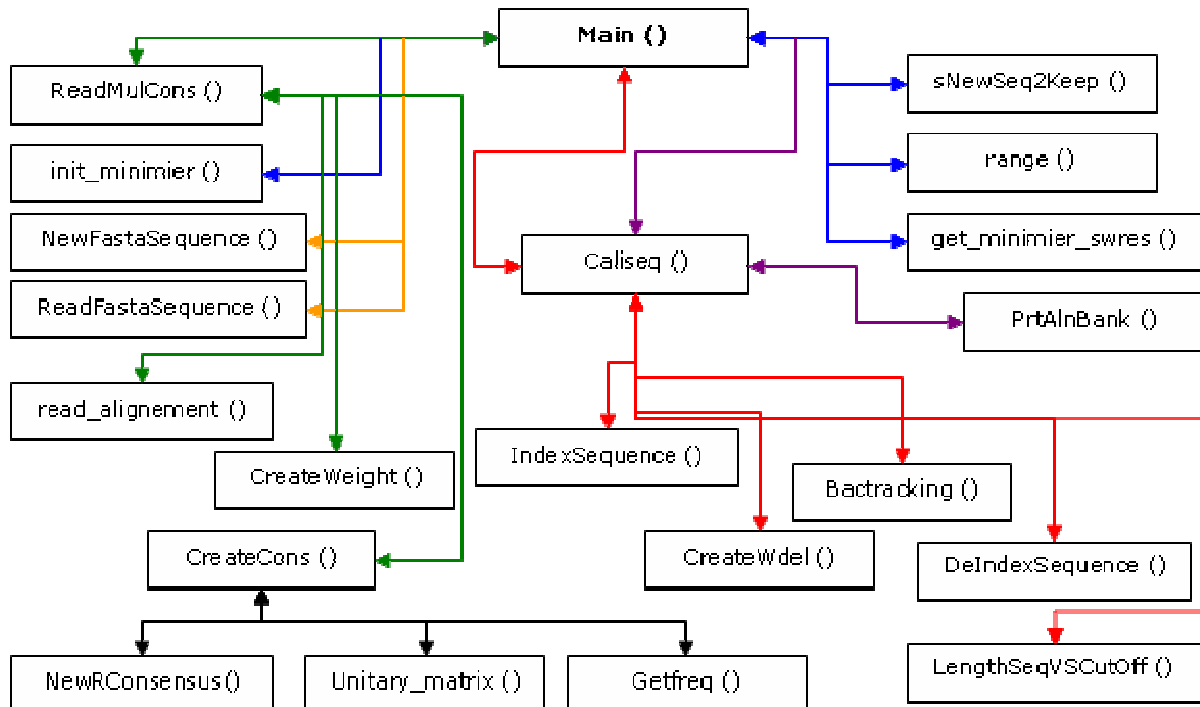 Main ()
ReadMulCons ()
sNewSeq2Keep ()
init_minimier ()
range ()
NewFastaSequence ()
get_minimier_swres ()
Caliseq ()
ReadFastaSequence ()
PrtAlnBank ()
read_alignement ()
IndexSequence ()
CreateWeight ()
Bactracking ()
CreateCons ()
CreateWdel ()
DeIndexSequence ()
LengthSeqVSCutOff ()
NewRConsensus()
Unitary_matrix ()
Getfreq ()